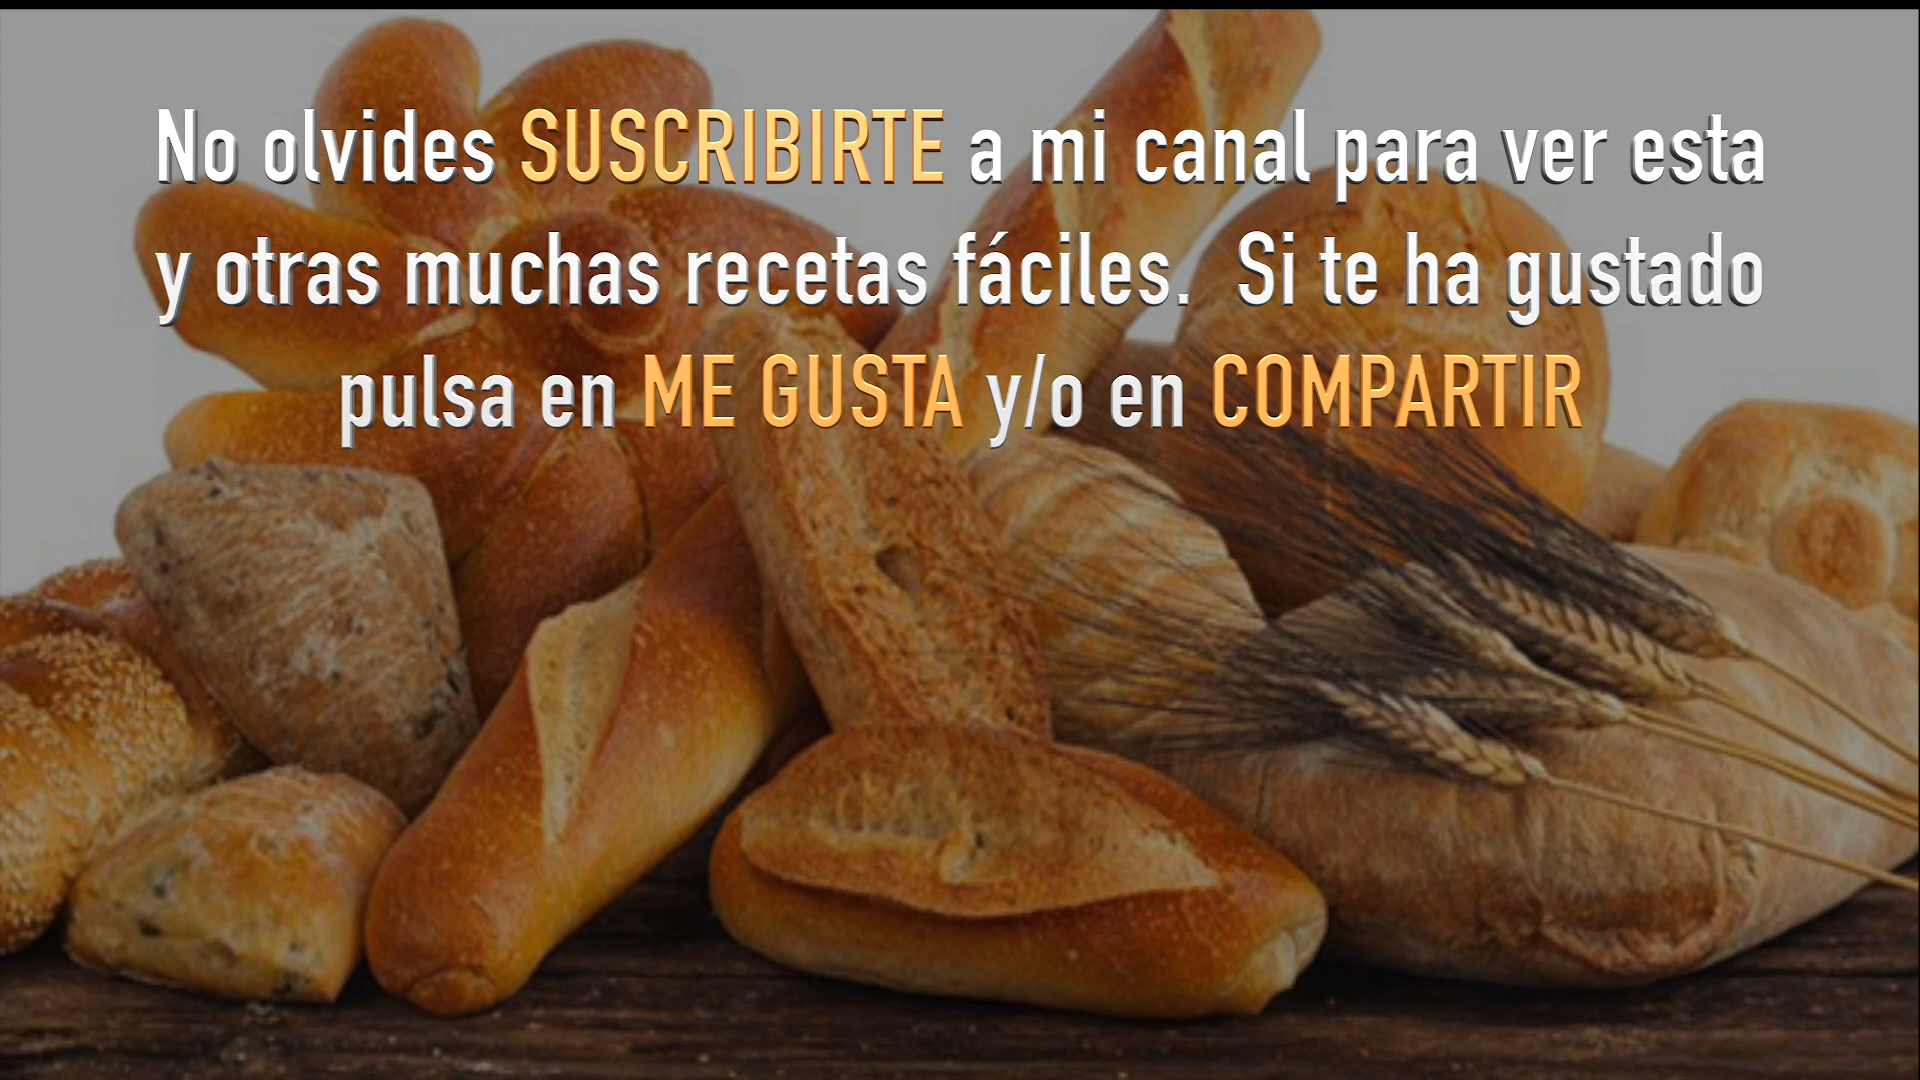 No olvides SUSCRIBIRTE a mi canal para ver esta
y otras muchas recetas fáciles.  Si te ha gustado
pulsa en ME GUSTA y/o en COMPARTIR